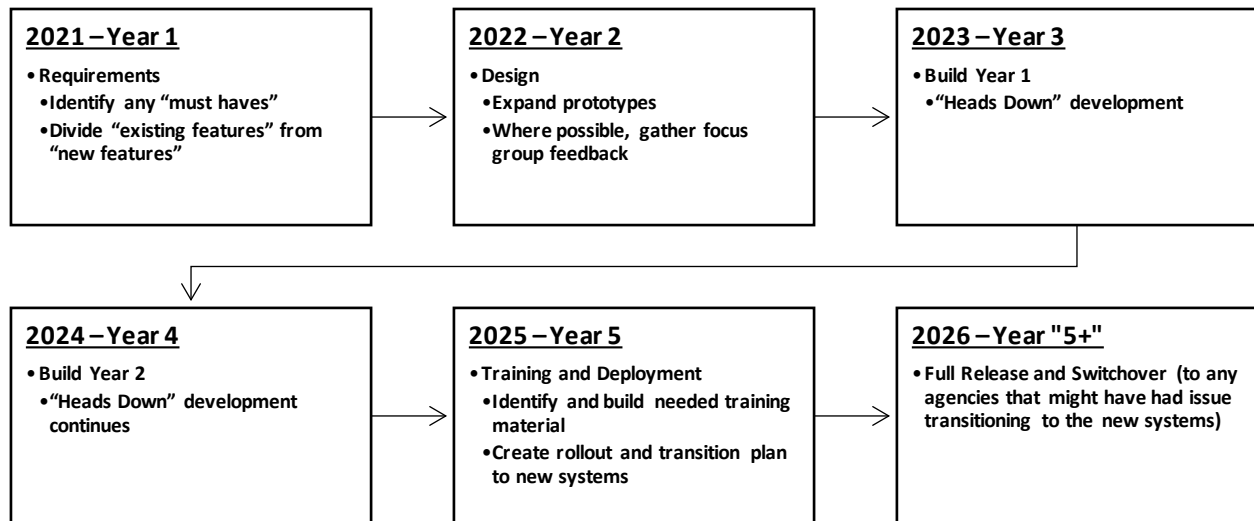 2021 – Year 1
•Requirements
•Identify any “must haves”
•Divide “existing features” from
“new features”
2022 – Year 2
•Design
•Expand prototypes
•Where possible, gather focus
group feedback
2023 – Year 3
•Build Year 1
•“Heads Down” development
2024 – Year 4
•Build Year 2
•“Heads Down” development
continues
2025 – Year 5
•Training and Deployment
•Identify and build needed training
material
•Create rollout and transition plan
to new systems
2026 – Year "5+"
•Full Release and Switchover (to any
agencies that might have had issue
transitioning to the new systems)